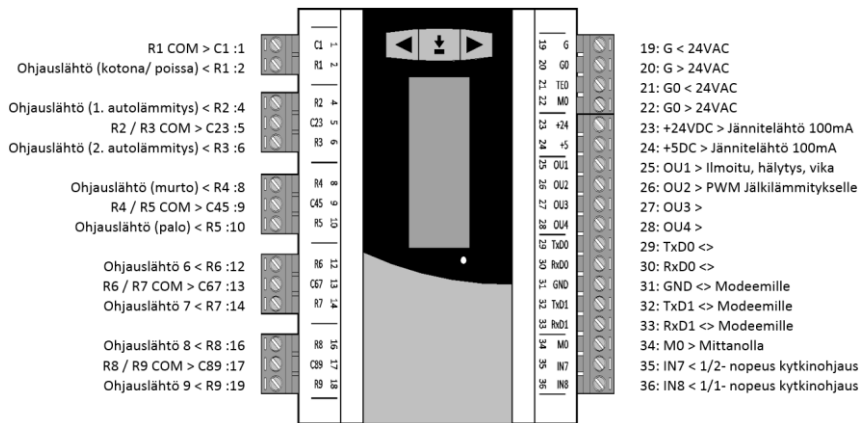 R1 COM > C1 :1
Ohjauslähtö (kotona/ poissa) < R1 :2
Ohjauslähtö (1. autolämmitys) < R2 :4
R2 / R3 COM > C23 :5
Ohjauslähtö (2. autolämmitys) < R3 :6
Ohjauslähtö (murto) < R4 :8
R4 / R5 COM > C45 :9
Ohjauslähtö (palo) < R5 :10
Ohjauslähtö 6 < R6 :12
R6 / R7 COM > C67 :13
Ohjauslähtö 7 < R7 :14
Ohjauslähtö 8 < R8 :16
R8 / R9 COM > C89 :17
Ohjauslähtö 9 < R9 :19
C1 1
R1 2
R2 4
C23 5
R3 6
R4 8
C45 9
R5 10
R6 12
C67 13
R7 14
R8 16
C89 17
R9 18
19 G
20 G0
21 TE0
22 M0
23 +24
24 +5
25 OU1
26 OU2
27 OU3
28 OU4
29 TxD0
30 RxD0
31 GND
32 TxD1
33 RxD1
34 M0
35 IN7
36 IN8
19: G < 24VAC
20: G > 24VAC
21: G0 < 24VAC
22: G0 > 24VAC
23: +24VDC > Jännitelähtö 100mA
24: +5DC > Jännitelähtö 100mA
25: OU1 > Ilmoitu, hälytys, vika
26: OU2 > PWM Jälkilämmitykselle
27: OU3 >
28: OU4 >
29: TxD0 <>
30: RxD0 <>
31: GND <> Modeemille
32: TxD1 <> Modeemille
33: RxD1 <> Modeemille
34: M0 > Mittanolla
35: IN7 < 1/2- nopeus kytkinohjaus
36: IN8 < 1/1- nopeus kytkinohjaus